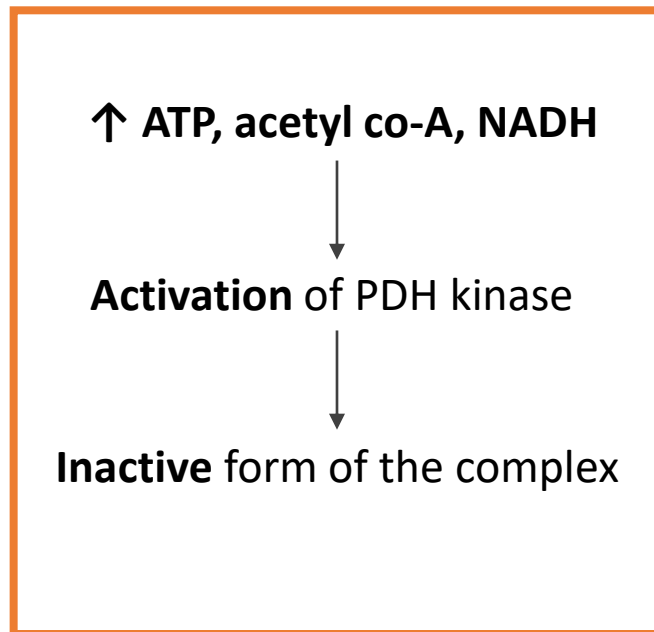 ↑ ATP, acetyl co-A, NADH
Activation of PDH kinase
Inactive form of the complex